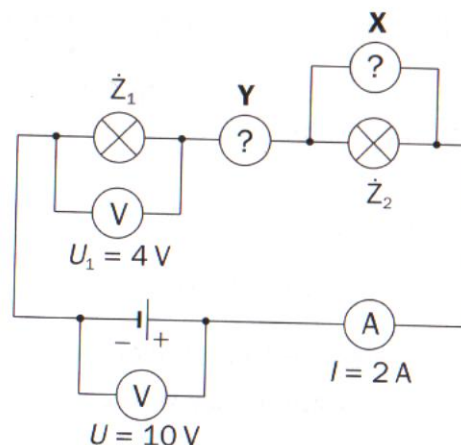 X
?
Ż₁
Y
?
Ż₂
V
U₁ = 4 V
− +
A
I = 2 A
V
U = 10 V